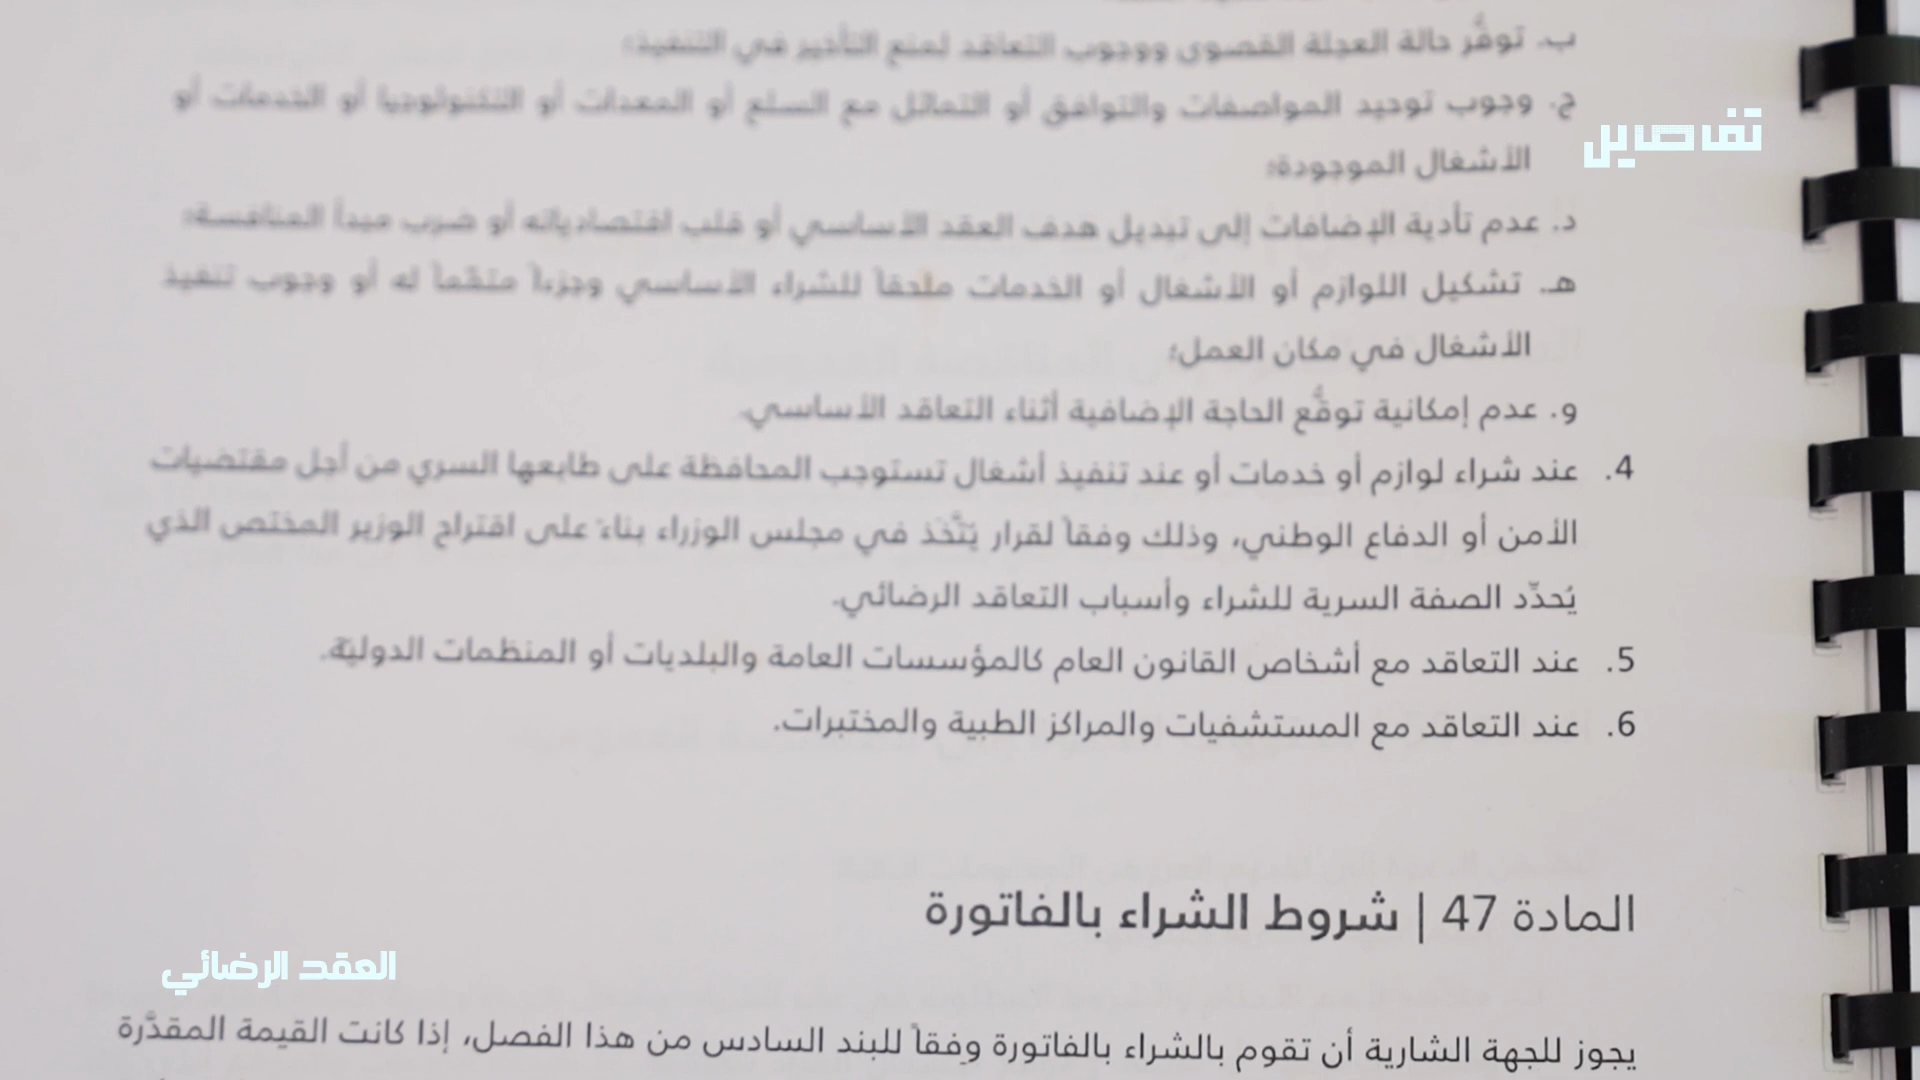 ب. توفُّر حالة العجلة القصوى ووجوب التعاقد لمنع التأخير في التنفيذ؛
ج. وجوب توحيد المواصفات والتوافق أو التماثل مع السلع أو المعدات أو التكنولوجيا أو الخدمات أو
تفاصيل
الأشغال الموجودة؛
د. عدم تأدية الإضافات إلى تبديل هدف العقد الأساسي أو قلب اقتصادياته أو ضرب مبدأ المنافسة؛
هـ. تشكيل اللوازم أو الأشغال أو الخدمات ملحقاً للشراء الأساسي وجزءاً متمّماً له أو وجوب تنفيذ
الأشغال في مكان العمل؛
و. عدم إمكانية توقُّع الحاجة الإضافية أثناء التعاقد الأساسي.
4. عند شراء لوازم أو خدمات أو عند تنفيذ أشغال تستوجب المحافظة على طابعها السري من أجل مقتضيات
الأمن أو الدفاع الوطني، وذلك وفقاً لقرار يُتَّخَذ في مجلس الوزراء بناءً على اقتراح الوزير المختص الذي
يُحدّد الصفة السرية للشراء وأسباب التعاقد الرضائي.
5. عند التعاقد مع أشخاص القانون العام كالمؤسسات العامة والبلديات أو المنظمات الدوليّة.
6. عند التعاقد مع المستشفيات والمراكز الطبية والمختبرات.
المادة 47 | شروط الشراء بالفاتورة
العقد الرضائي
يجوز للجهة الشارية أن تقوم بالشراء بالفاتورة وفقاً للبند السادس من هذا الفصل، إذا كانت القيمة المقدَّرة